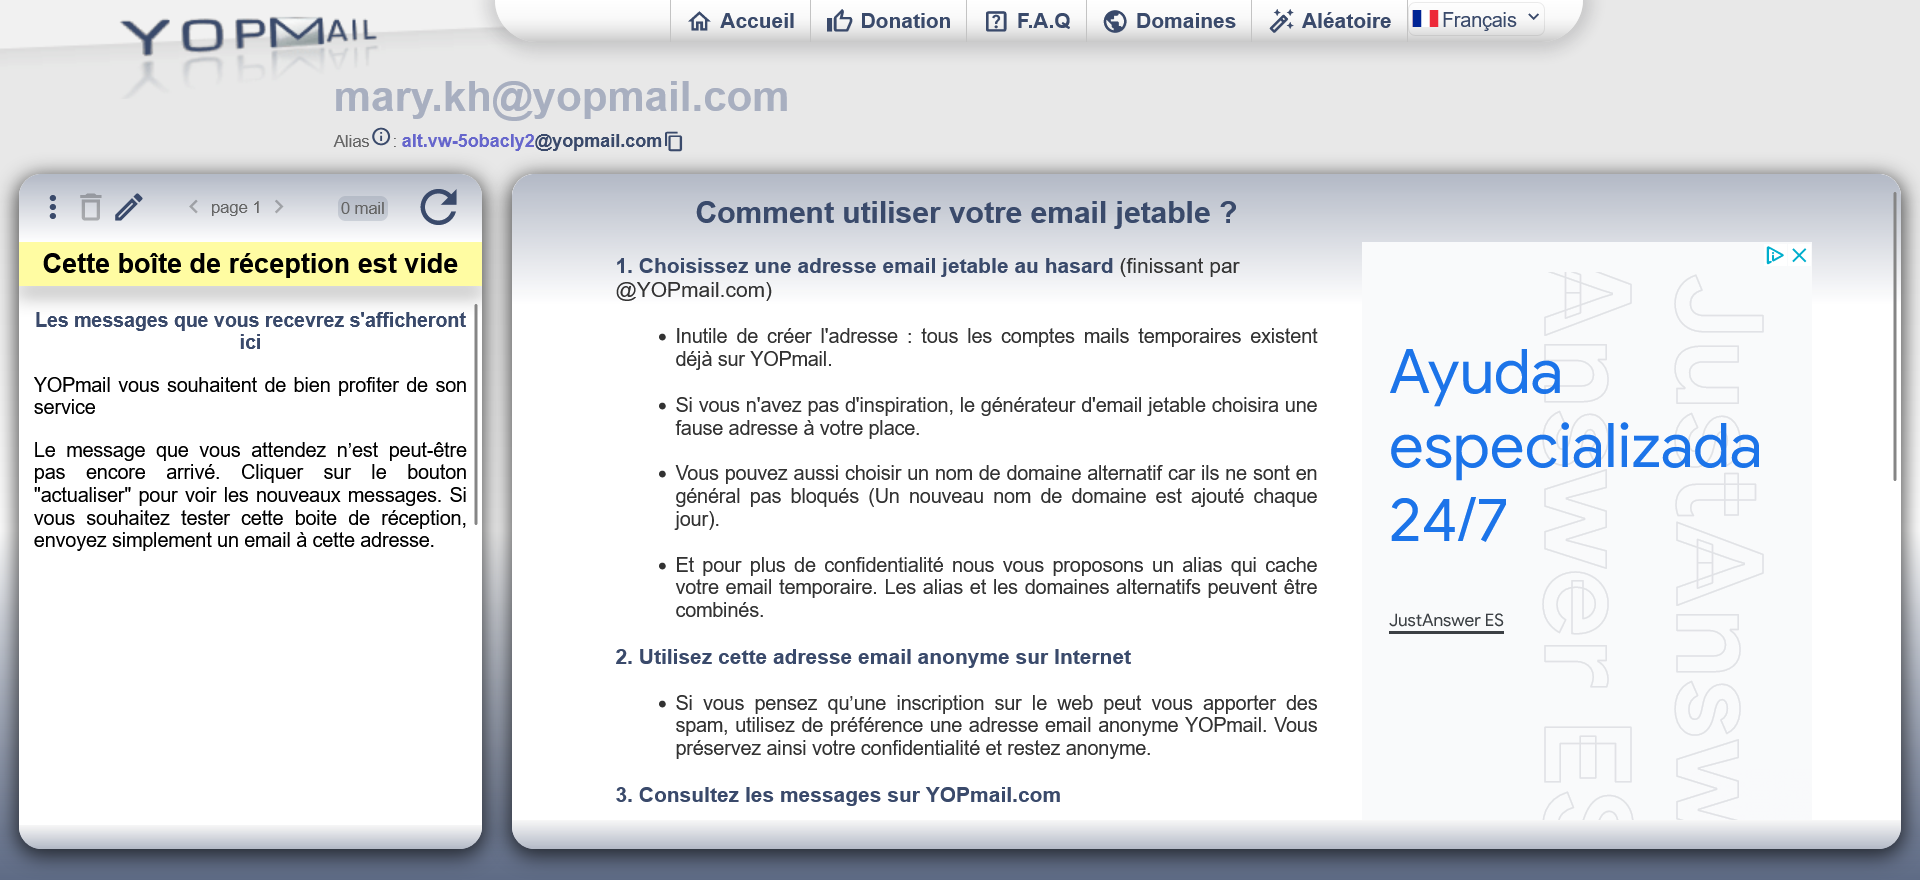 YOPMAIL
Accueil
Donation
F.A.Q
Domaines
Aléatoire
Français
mary.kh@yopmail.com
Alias : alt.vw-5obacly2@yopmail.com
page 1
0 mail
Cette boîte de réception est vide
Les messages que vous recevrez s'afficheront
ici
YOPmail vous souhaitent de bien profiter de son
service
Le message que vous attendez n’est peut-être
pas encore arrivé. Cliquer sur le bouton
"actualiser" pour voir les nouveaux messages. Si
vous souhaitez tester cette boite de réception,
envoyez simplement un email à cette adresse.
Comment utiliser votre email jetable ?
1. Choisissez une adresse email jetable au hasard (finissant par
@YOPmail.com)
Inutile de créer l'adresse : tous les comptes mails temporaires existent
déjà sur YOPmail.
Si vous n'avez pas d'inspiration, le générateur d'email jetable choisira une
fause adresse à votre place.
Vous pouvez aussi choisir un nom de domaine alternatif car ils ne sont en
général pas bloqués (Un nouveau nom de domaine est ajouté chaque
jour).
Et pour plus de confidentialité nous vous proposons un alias qui cache
votre email temporaire. Les alias et les domaines alternatifs peuvent être
combinés.
2. Utilisez cette adresse email anonyme sur Internet
Si vous pensez qu’une inscription sur le web peut vous apporter des
spam, utilisez de préférence une adresse email anonyme YOPmail. Vous
préservez ainsi votre confidentialité et restez anonyme.
3. Consultez les messages sur YOPmail.com
Ayuda
especializada
24/7
JustAnswer ES
JustAnsw
Answer ES